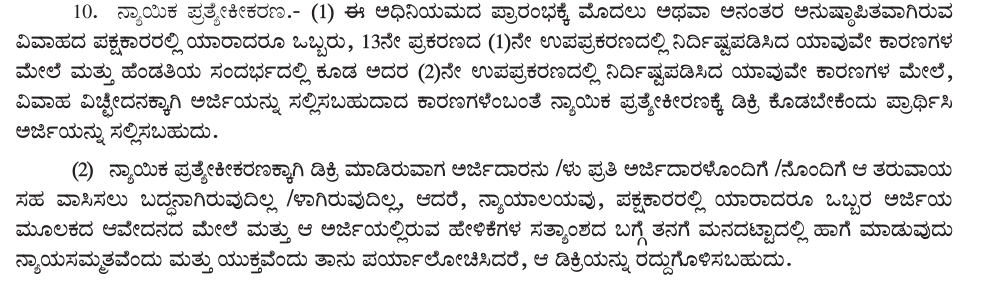 10. ನ್ಯಾಯಿಕ ಪ್ರತ್ಯೇಕೀಕರಣ.- (1) ಈ ಅಧಿನಿಯಮದ ಪ್ರಾರಂಭಕ್ಕೆ ಮೊದಲು ಅಥವಾ ಅನಂತರ ಅನುಷ್ಠಾಪಿತವಾಗಿರುವ
ವಿವಾಹದ ಪಕ್ಷಕಾರರಲ್ಲಿ ಯಾರಾದರೂ ಒಬ್ಬರು, 13ನೇ ಪ್ರಕರಣದ (1)ನೇ ಉಪಪ್ರಕರಣದಲ್ಲಿ ನಿರ್ದಿಷ್ಟಪಡಿಸಿದ ಯಾವುವೇ ಕಾರಣಗಳ
ಮೇಲೆ ಮತ್ತು ಹೆಂಡತಿಯ ಸಂದರ್ಭದಲ್ಲಿ ಕೂಡ ಅದರ (2)ನೇ ಉಪಪ್ರಕರಣದಲ್ಲಿ ನಿರ್ದಿಷ್ಟಪಡಿಸಿದ ಯಾವುವೇ ಕಾರಣಗಳ ಮೇಲೆ,
ವಿವಾಹ ವಿಚ್ಛೇದನಕ್ಕಾಗಿ ಅರ್ಜಿಯನ್ನು ಸಲ್ಲಿಸಬಹುದಾದ ಕಾರಣಗಳೆಂಬಂತೆ ನ್ಯಾಯಿಕ ಪ್ರತ್ಯೇಕೀರಣಕ್ಕೆ ಡಿಕ್ರಿ ಕೊಡಬೇಕೆಂದು ಪ್ರಾರ್ಥಿಸಿ
ಅರ್ಜಿಯನ್ನು ಸಲ್ಲಿಸಬಹುದು.
(2) ನ್ಯಾಯಿಕ ಪ್ರತ್ಯೇಕೀಕರಣಕ್ಕಾಗಿ ಡಿಕ್ರಿ ಮಾಡಿರುವಾಗ ಅರ್ಜಿದಾರನು /ಳು ಪ್ರತಿ ಅರ್ಜಿದಾರಳೊಂದಿಗೆ /ನೊಂದಿಗೆ ಆ ತರುವಾಯ
ಸಹ ವಾಸಿಸಲು ಬದ್ಧನಾಗಿರುವುದಿಲ್ಲ /ಳಾಗಿರುವುದಿಲ್ಲ, ಆದರೆ, ನ್ಯಾಯಾಲಯವು, ಪಕ್ಷಕಾರರಲ್ಲಿ ಯಾರಾದರೂ ಒಬ್ಬರ ಅರ್ಜಿಯ
ಮೂಲಕದ ಆವೇದನದ ಮೇಲೆ ಮತ್ತು ಆ ಅರ್ಜಿಯಲ್ಲಿರುವ ಹೇಳಿಕೆಗಳ ಸತ್ಯಾಂಶದ ಬಗ್ಗೆ ತನಗೆ ಮನದಟ್ಟಾದಲ್ಲಿ ಹಾಗೆ ಮಾಡುವುದು
ನ್ಯಾಯಸಮ್ಮತವೆಂದು ಮತ್ತು ಯುಕ್ತವೆಂದು ತಾನು ಪರ್ಯಾಲೋಚಿಸಿದರೆ, ಆ ಡಿಕ್ರಿಯನ್ನು ರದ್ದುಗೊಳಿಸಬಹುದು.